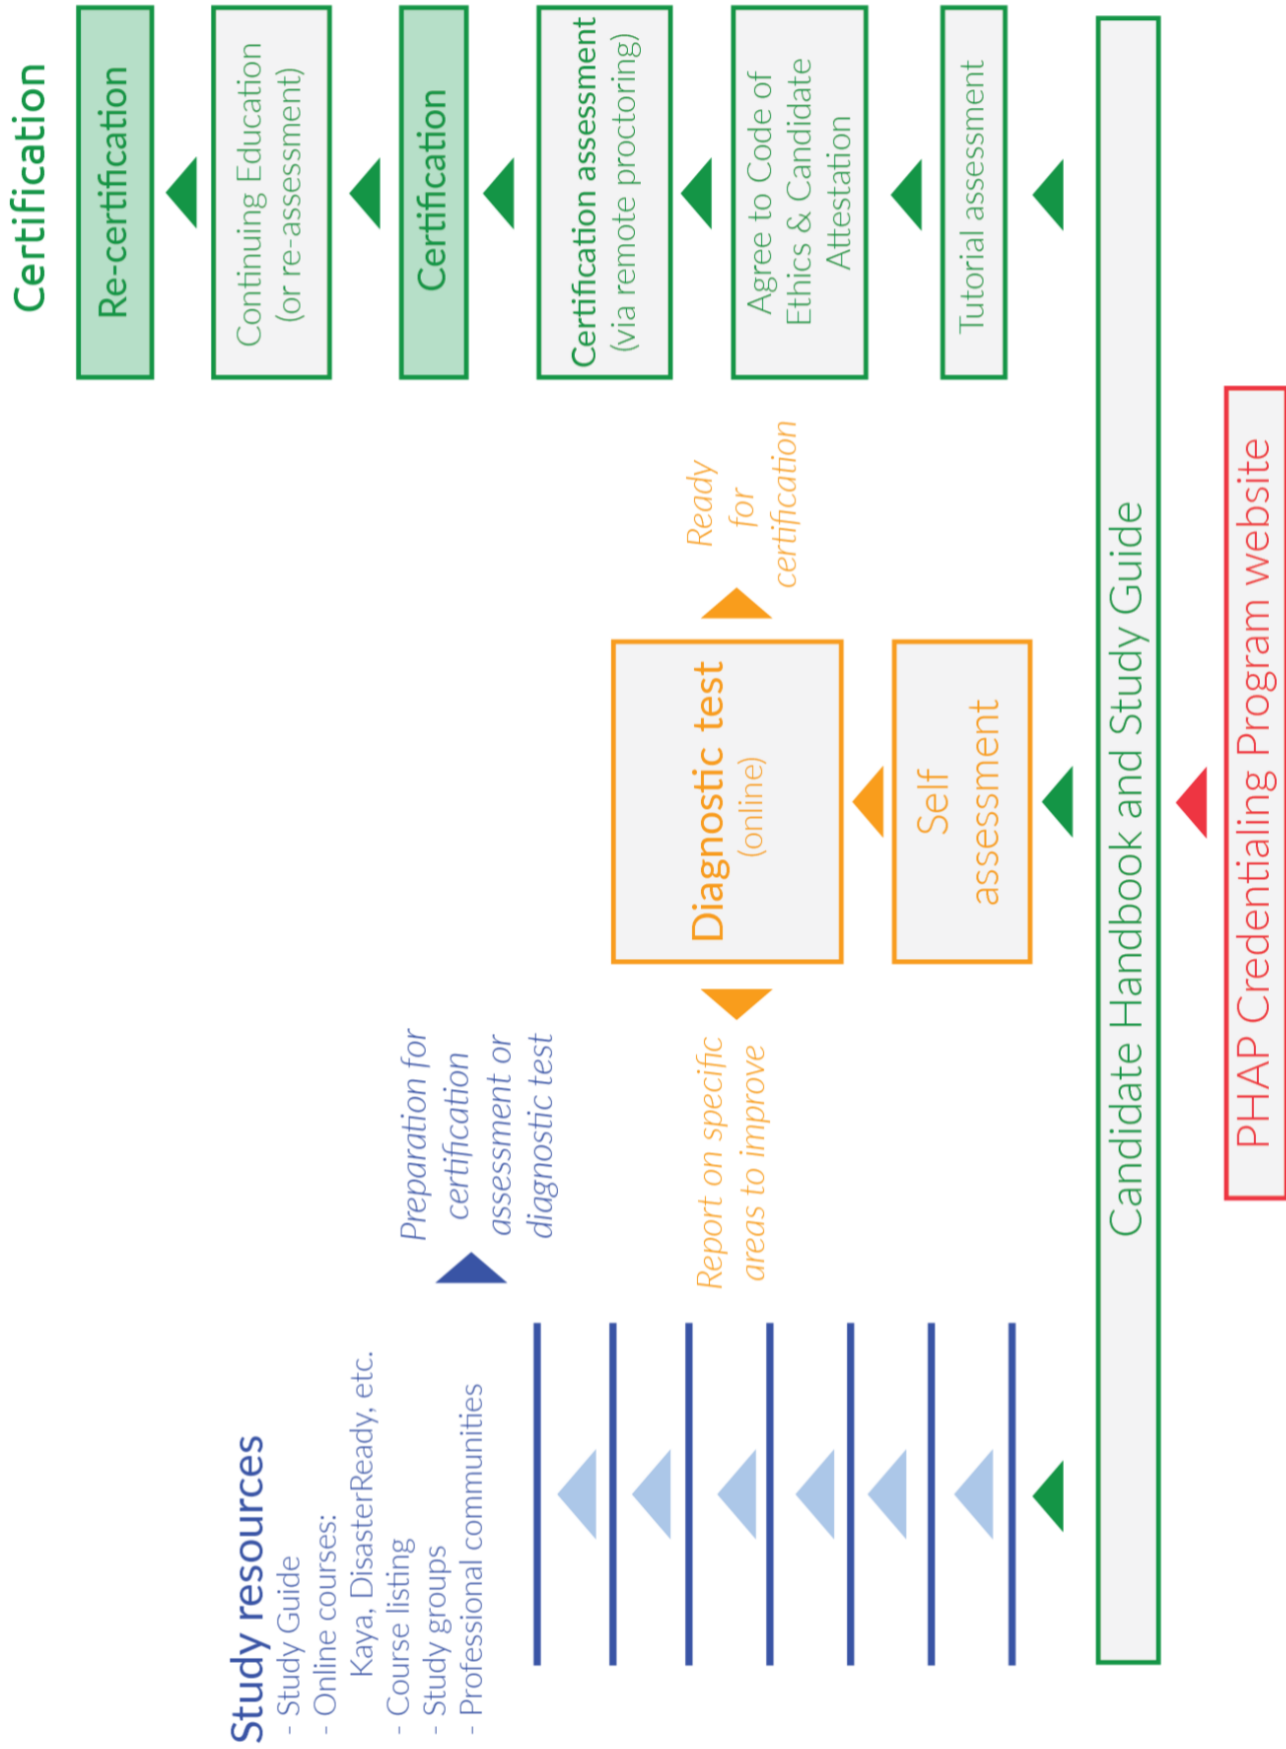 Study resources
- Study Guide
- Online courses:
Kaya, DisasterReady, etc.
- Course listing
- Study groups
- Professional communities
Preparation for
certification
assessment or
diagnostic test
Report on specific
areas to improve
Diagnostic test
(online)
Self
assessment
Ready
for
certification
Certification
Re-certification
Continuing Education
(or re-assessment)
Certification
Certification assessment
(via remote proctoring)
Agree to Code of
Ethics & Candidate
Attestation
Tutorial assessment
Candidate Handbook and Study Guide
PHAP Credentialing Program website